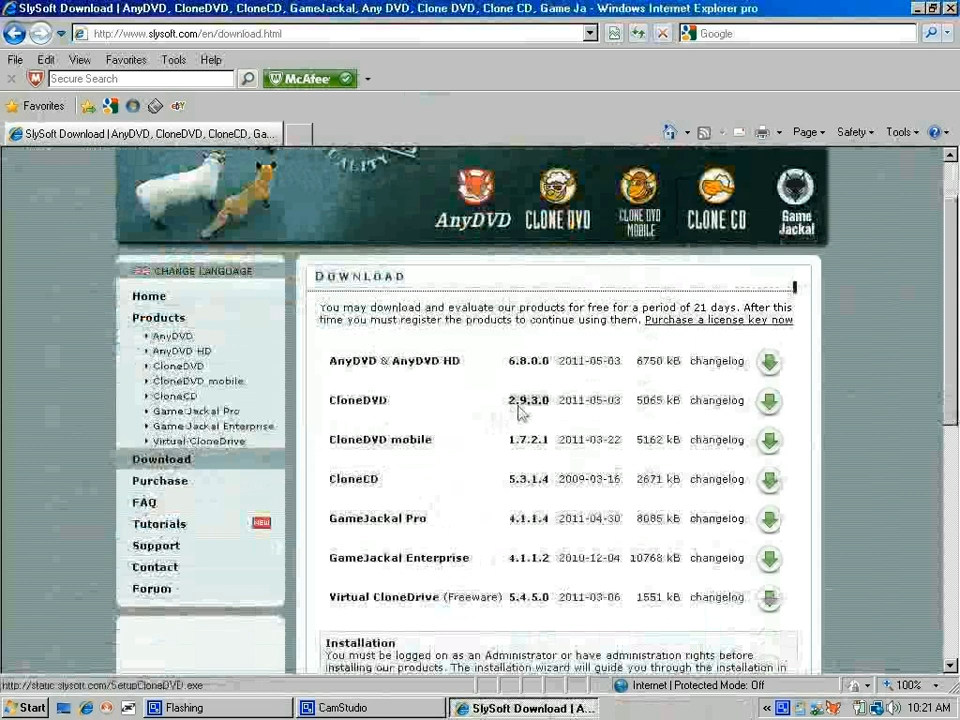 SlySoft Download | AnyDVD, CloneDVD, CloneCD, GameJackal, Any DVD, Clone DVD, Clone CD, Game Ja - Windows Internet Explorer pro
http://www.slysoft.com/en/download.html
Google
File Edit View Favorites Tools Help
Secure Search McAfee
Favorites
SlySoft Download | AnyDVD, CloneDVD, CloneCD, Ga...
Page Safety Tools
QUALITY
AnyDVD CLONE DVD CLONE DVD MOBILE CLONE CD Game Jackal
CHANGE LANGUAGE
Home
Products
AnyDVD
AnyDVD HD
CloneDVD
CloneDVD mobile
CloneCD
Game Jackal Pro
Game Jackal Enterprise
Virtual CloneDrive
Download
Purchase
FAQ
Tutorials NEW
Support
Contact
Forum
DOWNLOAD
You may download and evaluate our products for free for a period of 21 days. After this
time you must register the products to continue using them. Purchase a license key now
AnyDVD & AnyDVD HD 6.8.0.0 2011-05-03 6750 kB changelog
CloneDVD 2.9.3.0 2011-05-03 5065 kB changelog
CloneDVD mobile 1.7.2.1 2011-03-22 5162 kB changelog
CloneCD 5.3.1.4 2009-03-16 2671 kB changelog
GameJackal Pro 4.1.1.4 2011-04-30 8085 kB changelog
GameJackal Enterprise 4.1.1.2 2010-12-04 10768 kB changelog
Virtual CloneDrive (Freeware) 5.4.5.0 2011-03-06 1551 kB changelog
Installation
You must be logged on as an Administrator or have administration rights before
installing our products. The installation wizard will guide you through the installation in
http://static.slysoft.com/SetupCloneDVD.exe
Internet | Protected Mode: Off
100%
Start
Flashing
CamStudio
SlySoft Download | A...
10:21 AM